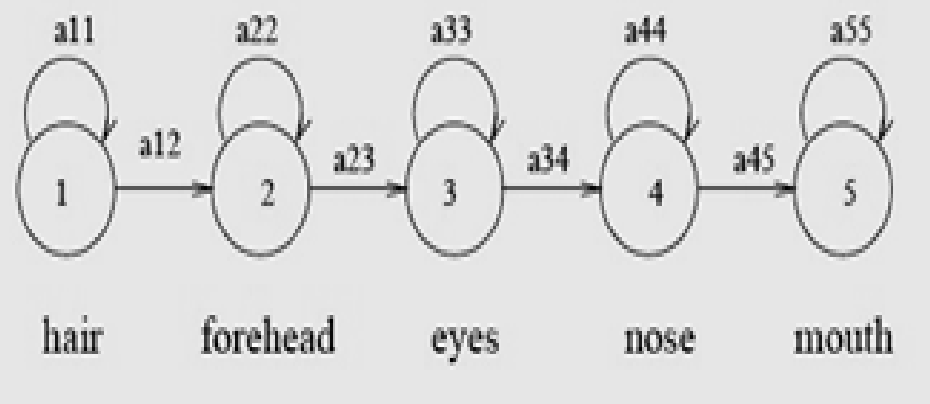 a11 a22 a33 a44 a55
a12 a23 a34 a45
1 2 3 4 5
hair forehead eyes nose mouth